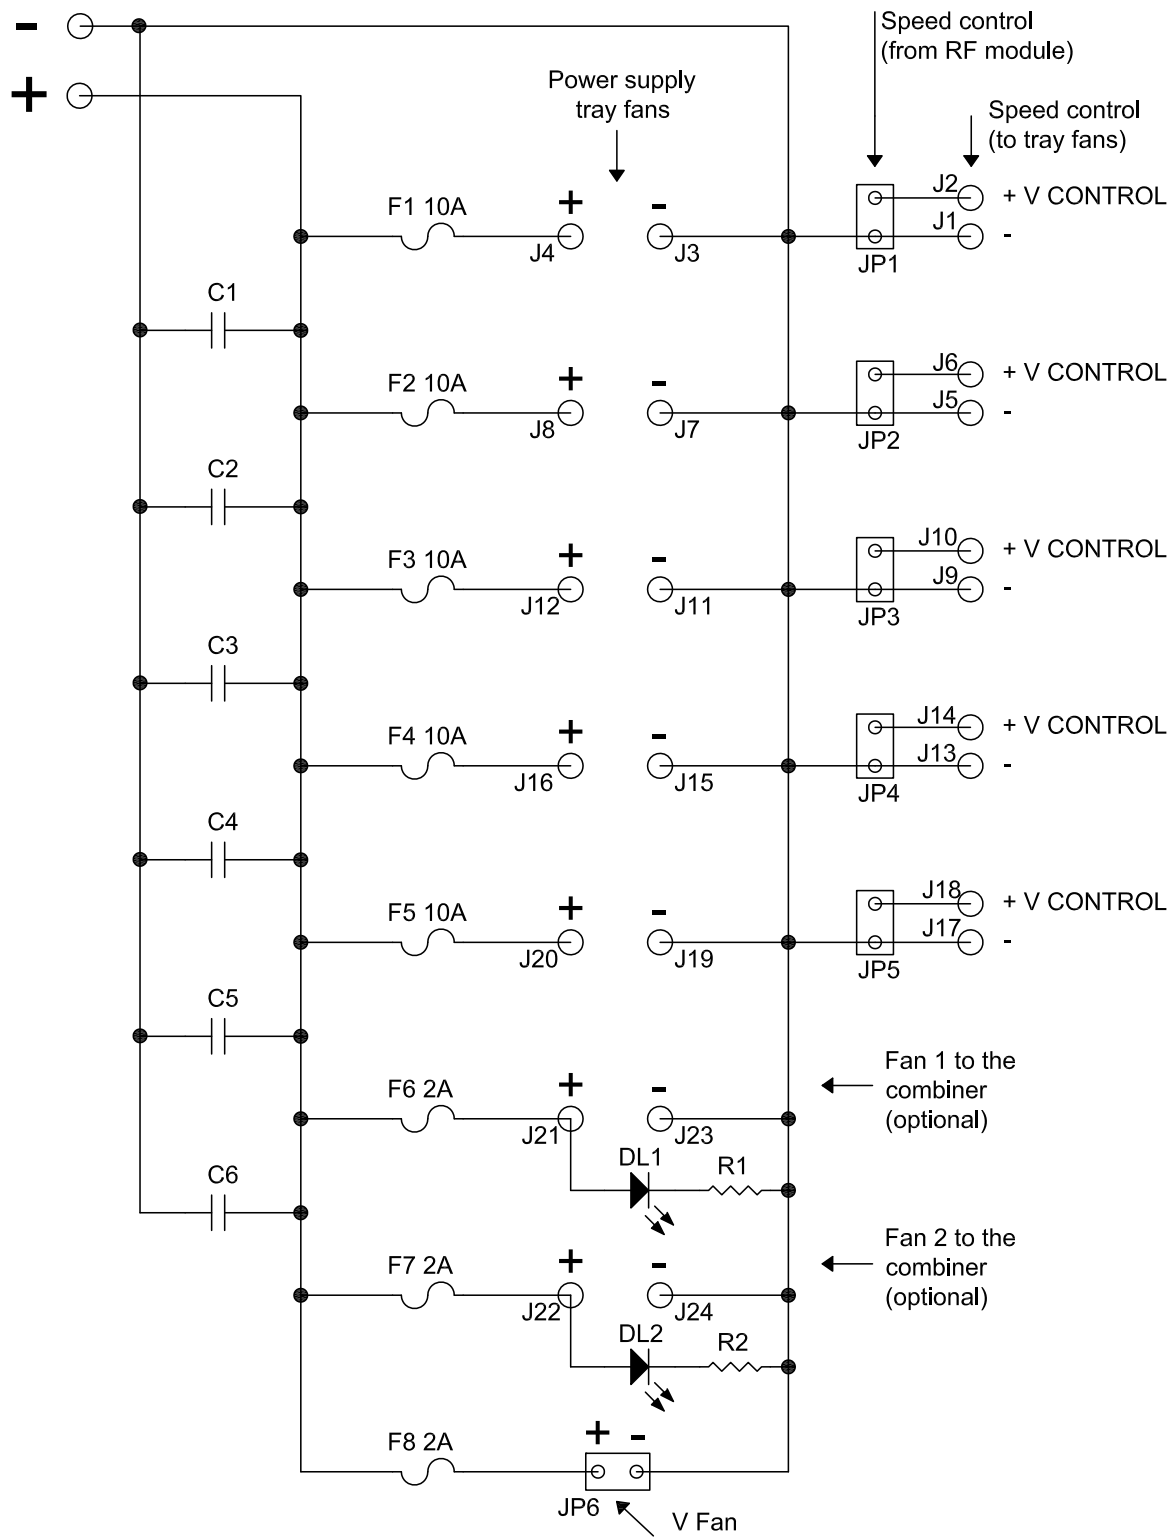 -
+
Speed control
(from RF module)
Power supply
tray fans
Speed control
(to tray fans)
F1 10A
+
-
J4
J3
J2
+ V CONTROL
J1
-
JP1
C1
F2 10A
+
-
J8
J7
J6
+ V CONTROL
J5
-
JP2
C2
F3 10A
+
-
J12
J11
J10
+ V CONTROL
J9
-
JP3
C3
F4 10A
+
-
J16
J15
J14
+ V CONTROL
J13
-
JP4
C4
F5 10A
+
-
J20
J19
J18
+ V CONTROL
J17
-
JP5
C5
F6 2A
+
-
J21
J23
Fan 1 to the
combiner
(optional)
DL1
R1
C6
F7 2A
+
-
J22
J24
Fan 2 to the
combiner
(optional)
DL2
R2
F8 2A
+ -
JP6
V Fan